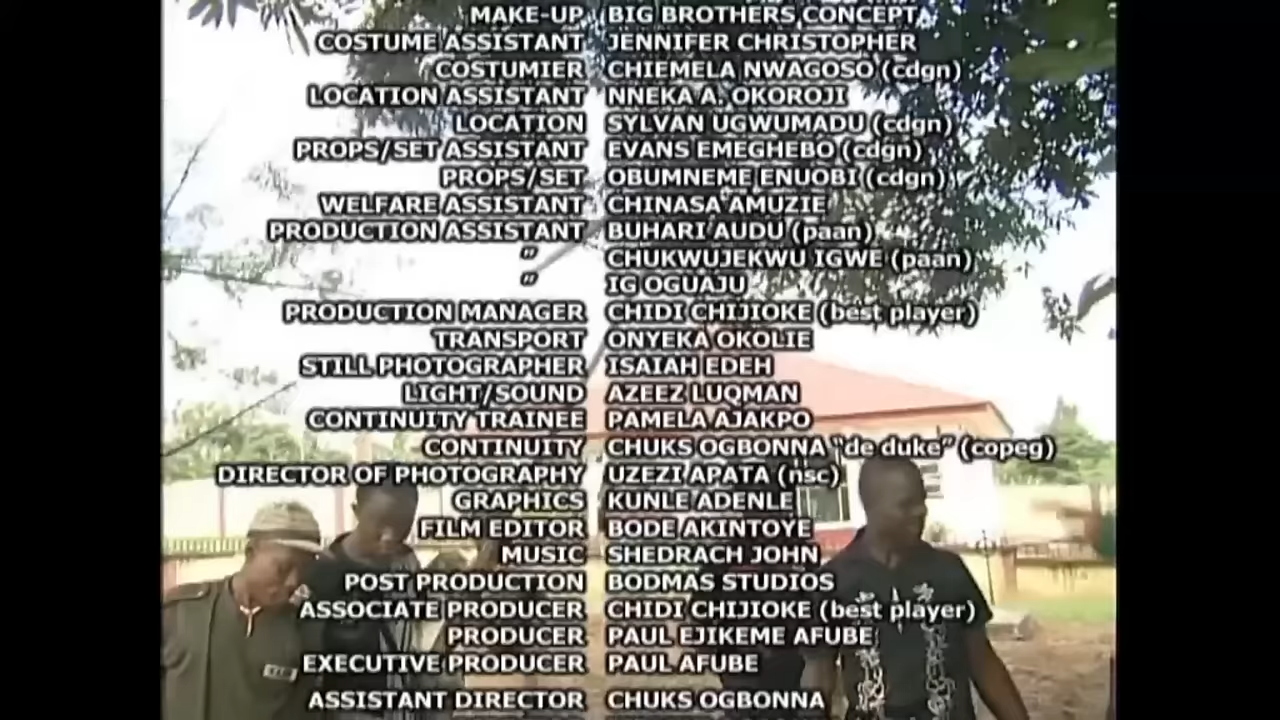 MAKE-UP BIG BROTHERS CONCEPT
COSTUME ASSISTANT JENNIFER CHRISTOPHER
COSTUMIER CHIEMELA NWAGOSO (cdgn)
LOCATION ASSISTANT NNEKA A. OKOROJI
LOCATION SYLVAN UGWUMADU (cdgn)
PROPS/SET ASSISTANT EVANS EMEGHEBO (cdgn)
PROPS/SET OBUMNEME ENUOBI (cdgn)
WELFARE ASSISTANT CHINASA AMUZIE
PRODUCTION ASSISTANT BUHARI AUDU (paan)
" CHUKWUJEKWU IGWE (paan)
" IG OGUAJU
PRODUCTION MANAGER CHIDI CHIJIOKE (best player)
TRANSPORT ONYEKA OKOLIE
STILL PHOTOGRAPHER ISAIAH EDEH
LIGHT/SOUND AZEEZ LUQMAN
CONTINUITY TRAINEE PAMELA AJAKPO
CONTINUITY CHUKS OGBONNA "de duke" (copeg)
DIRECTOR OF PHOTOGRAPHY UZEZI APATA (nsc)
GRAPHICS KUNLE ADENLE
FILM EDITOR BODE AKINTOYE
MUSIC SHEDRACH JOHN
POST PRODUCTION BODMAS STUDIOS
ASSOCIATE PRODUCER CHIDI CHIJIOKE (best player)
PRODUCER PAUL EJIKEME AFUBE
EXECUTIVE PRODUCER PAUL AFUBE
ASSISTANT DIRECTOR CHUKS OGBONNA